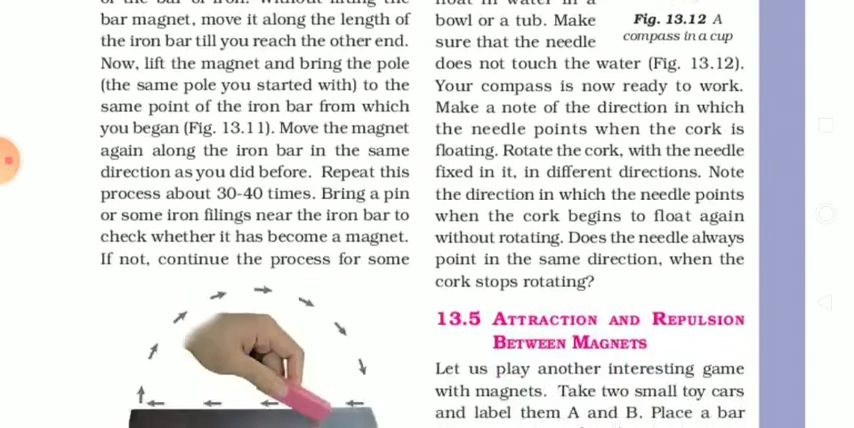 of the bar of iron. Without lifting the
bar magnet, move it along the length of
the iron bar till you reach the other end.
Now, lift the magnet and bring the pole
(the same pole you started with) to the
same point of the iron bar from which
you began (Fig. 13.11). Move the magnet
again along the iron bar in the same
direction as you did before. Repeat this
process about 30-40 times. Bring a pin
or some iron filings near the iron bar to
check whether it has become a magnet.
If not, continue the process for some
float in water in a
bowl or a tub. Make
sure that the needle
does not touch the water (Fig. 13.12).
Your compass is now ready to work.
Make a note of the direction in which
the needle points when the cork is
floating. Rotate the cork, with the needle
fixed in it, in different directions. Note
the direction in which the needle points
when the cork begins to float again
without rotating. Does the needle always
point in the same direction, when the
cork stops rotating?
Fig. 13.12 A
compass in a cup
13.5 ATTRACTION AND REPULSION
BETWEEN MAGNETS
Let us play another interesting game
with magnets. Take two small toy cars
and label them A and B. Place a bar